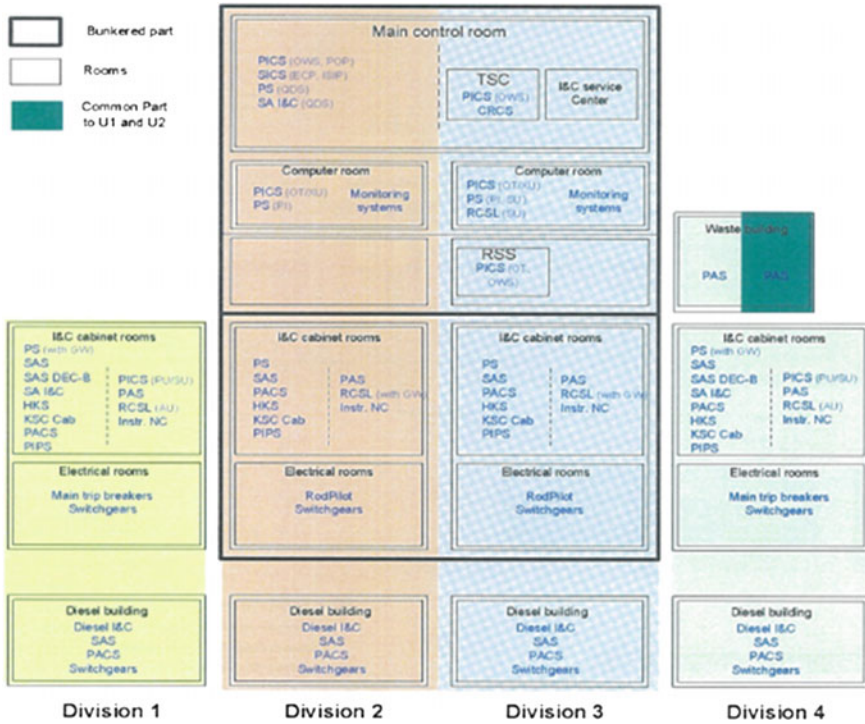 Bunkered part
Rooms
Common Part
to U1 and U2
Main control room
PICS (OWS, POP)
SICS (ECP, ISIP)
PS (QDS)
SA I&C (QDS)
TSC
PICS (OWS)
CRCS
I&C service
Center
Computer room
PICS (OT/XU)
PS (PI)
Monitoring
systems
Computer room
PICS (OT/XU)
PS (PI, SU)
RCSL (SU)
Monitoring
systems
RSS
PICS (OT,
OWS)
Waste building
PAS
PAS
I&C cabinet rooms
PS (with GW)
SAS
SAS DEC-B
SA I&C
HKS
KSC Cab
PACS
PIPS
PICS (PU/SU)
PAS
RCSL (AU)
Instr. NC
I&C cabinet rooms
PS
SAS
PACS
HKS
KSC Cab
PIPS
PAS
RCSL (with GW)
Instr. NC
I&C cabinet rooms
PS
SAS
PACS
HKS
KSC Cab
PIPS
PAS
RCSL (with GW)
Instr. NC
I&C cabinet rooms
PS (with GW)
SAS
SAS DEC-B
SA I&C
PACS
HKS
KSC Cab
PIPS
PICS (PU/SU)
PAS
RCSL (AU)
Instr. NC
Electrical rooms
Main trip breakers
Switchgears
Electrical rooms
RodPilot
Switchgears
Electrical rooms
RodPilot
Switchgears
Electrical rooms
Main trip breakers
Switchgears
Diesel building
Diesel I&C
SAS
PACS
Switchgears
Diesel building
Diesel I&C
SAS
PACS
Switchgears
Diesel building
Diesel I&C
SAS
PACS
Switchgears
Diesel building
Diesel I&C
SAS
PACS
Switchgears
Division 1
Division 2
Division 3
Division 4